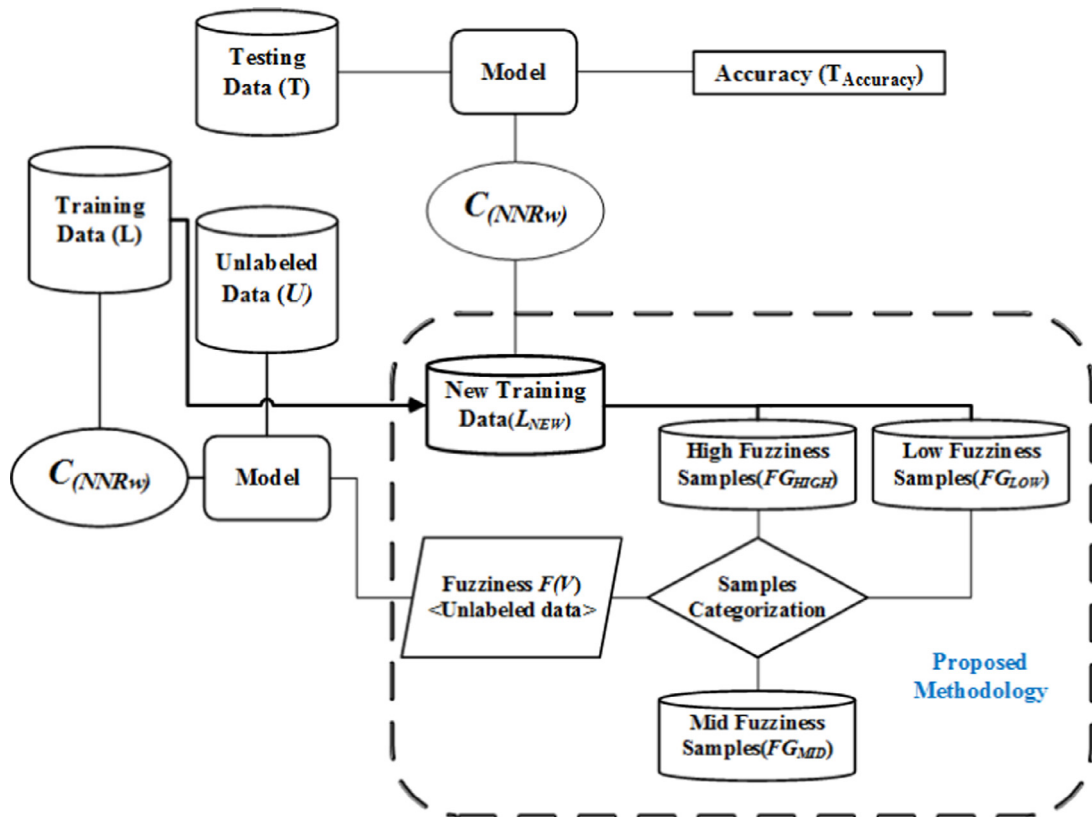 Testing
Data (T)
Model
Accuracy (TAccuracy)
Training
Data (L)
Unlabeled
Data (U)
C(NNRw)
New Training
Data(LNEW)
High Fuzziness
Samples(FGHIGH)
Low Fuzziness
Samples(FGLOW)
C(NNRw)
Model
Fuzziness F(V)
<Unlabeled data>
Samples
Categorization
Proposed
Methodology
Mid Fuzziness
Samples(FGMID)